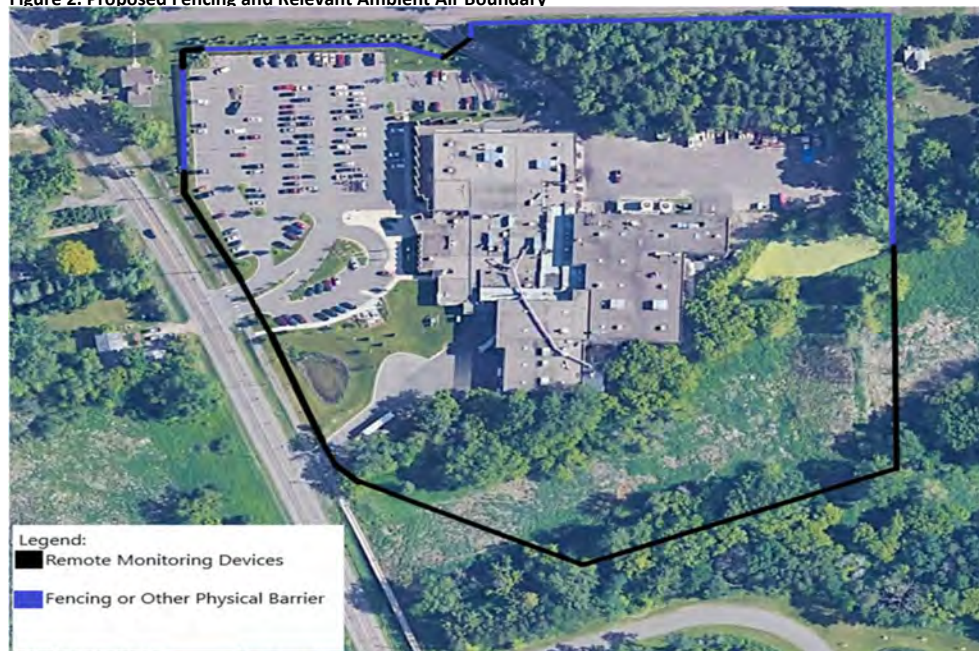 Figure 2. Proposed Fencing and Relevant Ambient Air Boundary
Legend:
Remote Monitoring Devices
Fencing or Other Physical Barrier